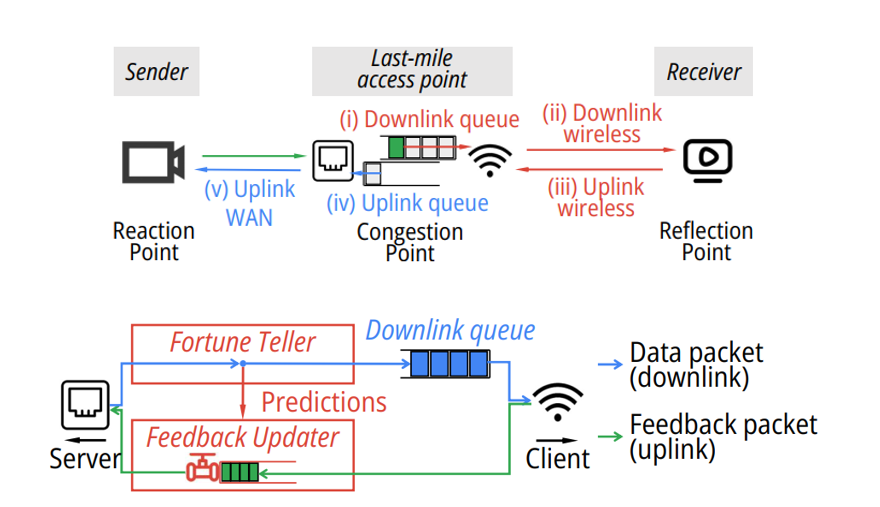 Sender
Last-mile
access point
Receiver
(i) Downlink queue
(ii) Downlink
wireless
(v) Uplink
WAN
(iv) Uplink queue
(iii) Uplink
wireless
Reaction
Point
Congestion
Point
Reflection
Point
Fortune Teller
Downlink queue
Data packet
(downlink)
Predictions
Feedback Updater
Feedback packet
(uplink)
Server
Client